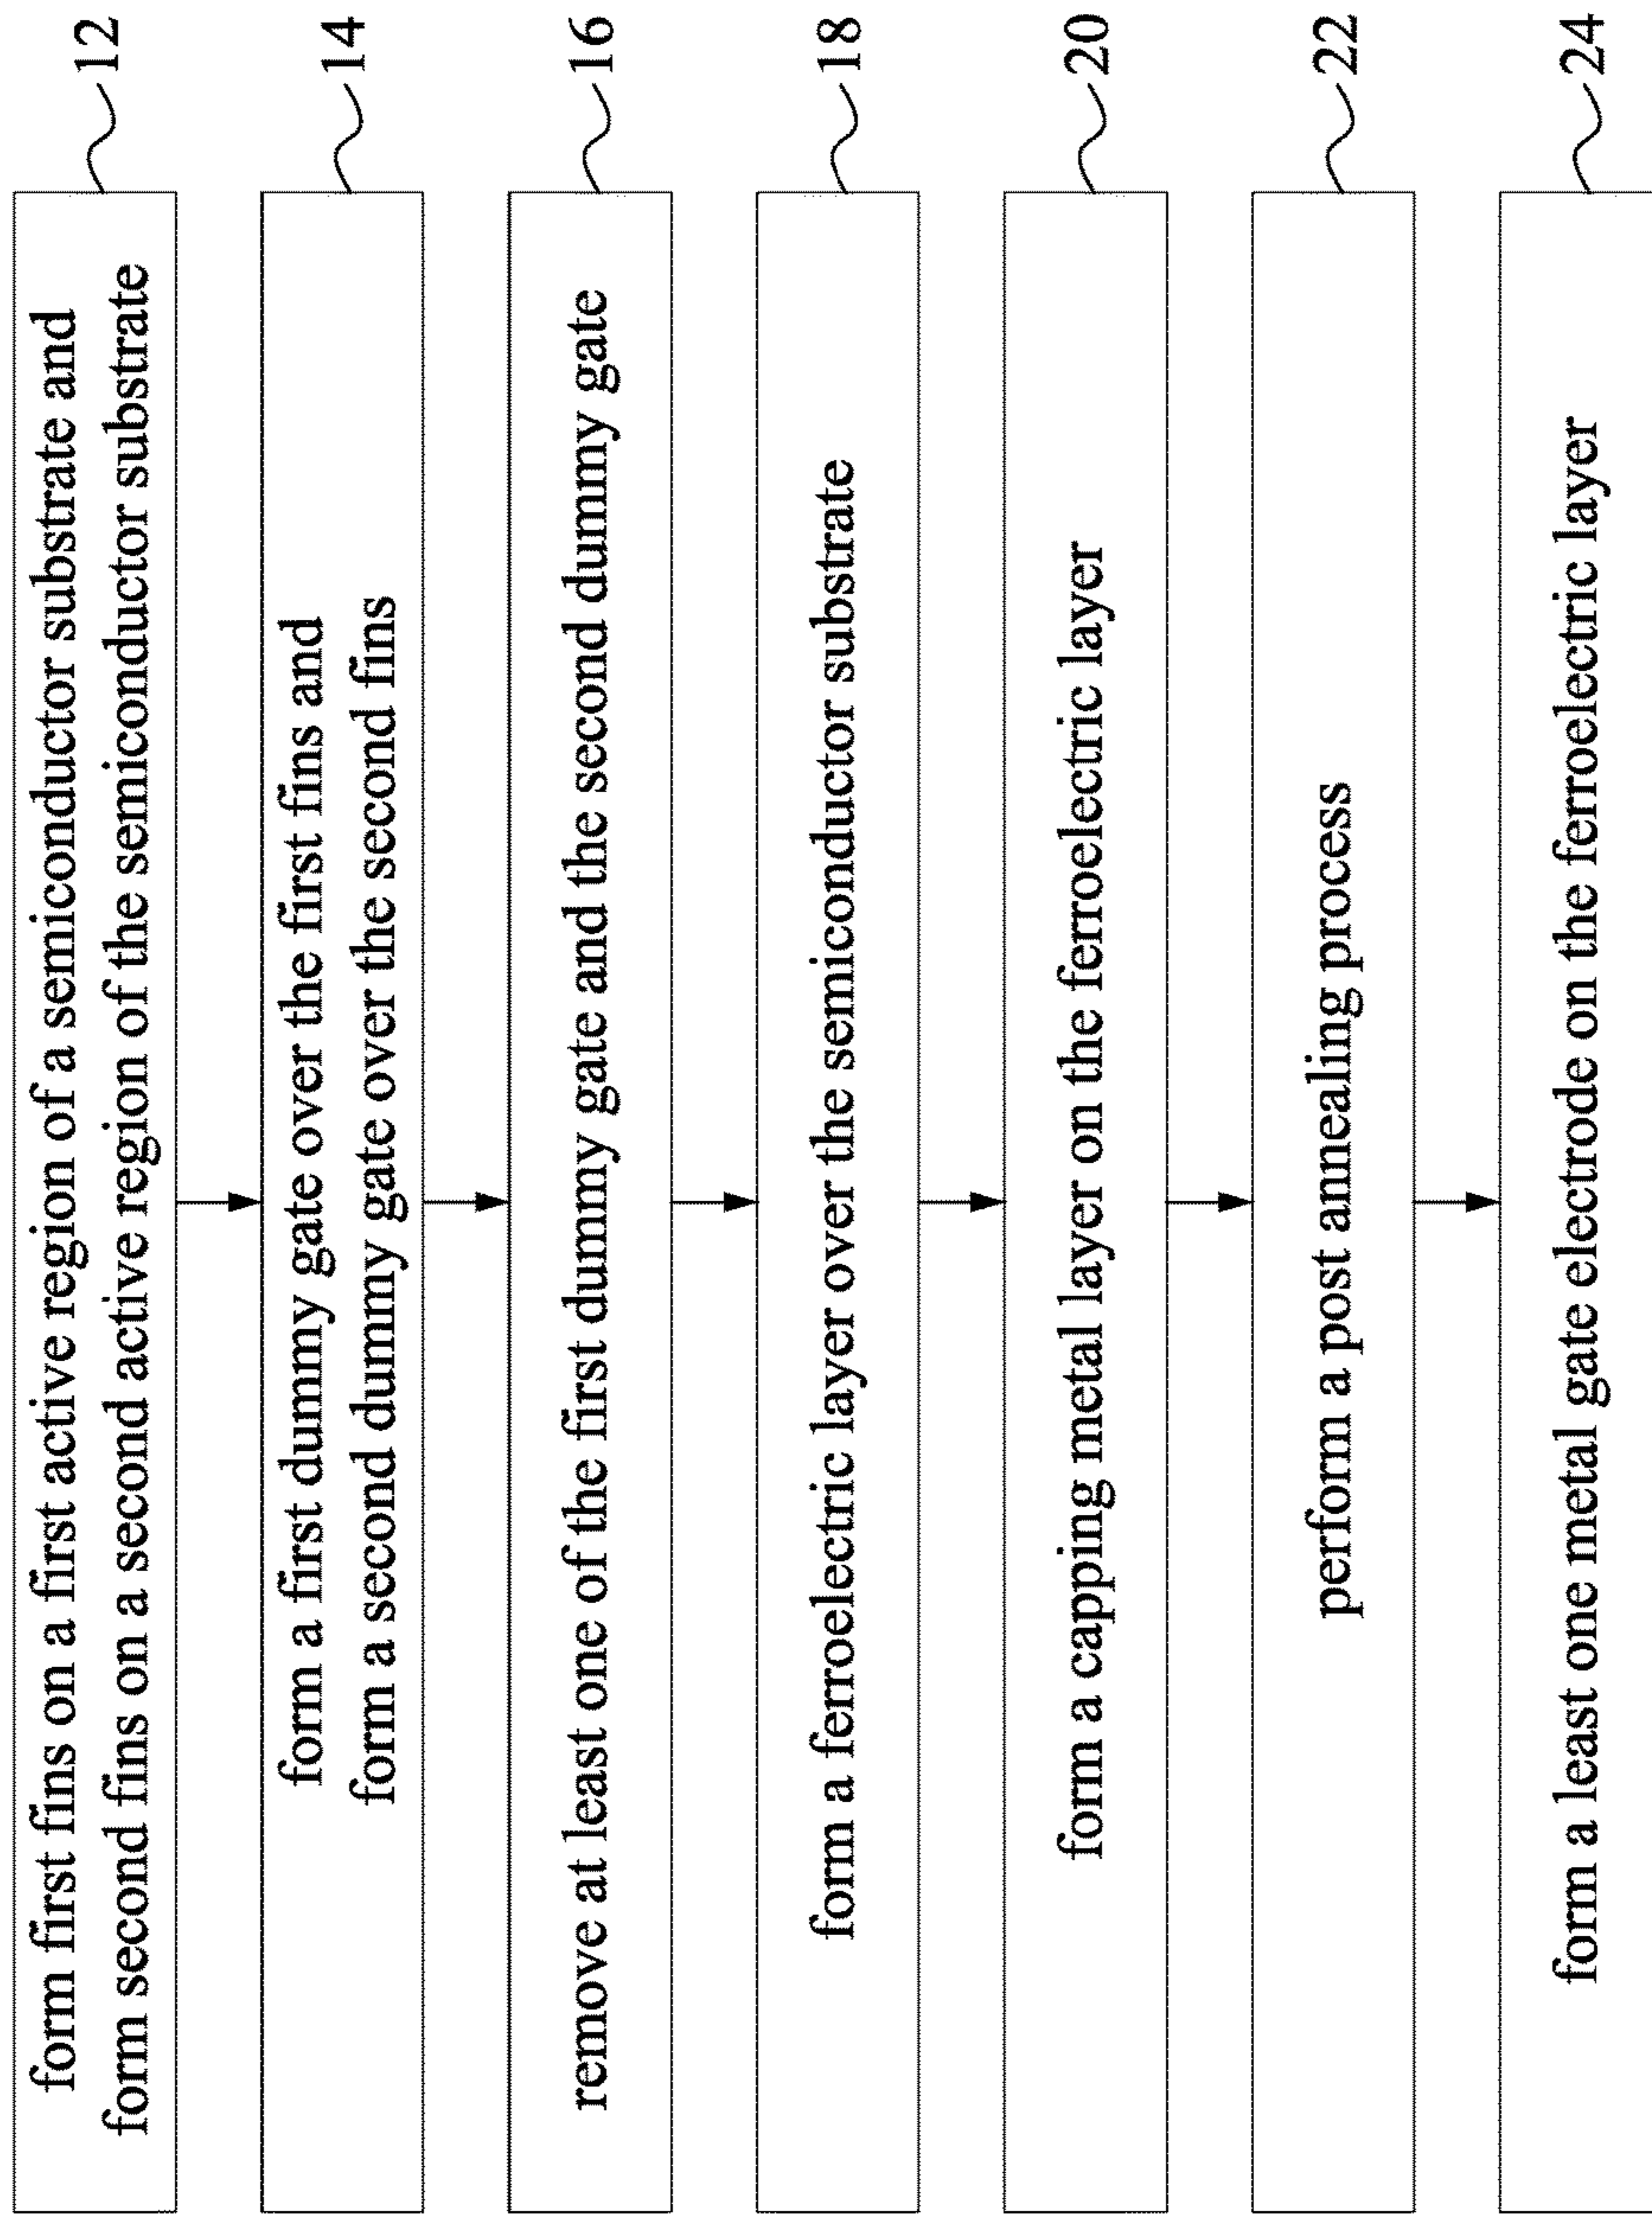 form first fins on a first active region of a semiconductor substrate and
form second fins on a second active region of the semiconductor substrate
12
form a first dummy gate over the first fins and
form a second dummy gate over the second fins
14
remove at least one of the first dummy gate and the second dummy gate
16
form a ferroelectric layer over the semiconductor substrate
18
form a capping metal layer on the ferroelectric layer
20
perform a post annealing process
22
form a least one metal gate electrode on the ferroelectric layer
24